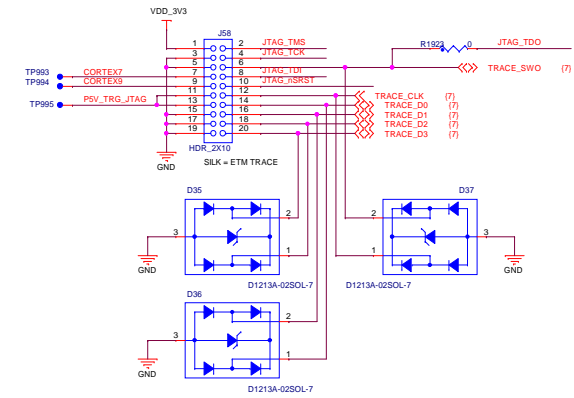 VDD_3V3
J58
1 2 JTAG_TMS
3 4 JTAG_TCK
5 6
7 8 JTAG_TDI
9 10 JTAG_nSRST
11 12
13 14
15 16
17 18
19 20
R1923 0 JTAG_TDO
TRACE_SWO (7)
TP993 CORTEX7
TP994 CORTEX9
TP995 P5V_TRG_JTAG
TRACE_CLK (7)
TRACE_D0 (7)
TRACE_D1 (7)
TRACE_D2 (7)
TRACE_D3 (7)
HDR_2X10
SILK = ETM TRACE
GND
D35
2
3
1
GND
D1213A-02SOL-7
D37
2
3
1
GND
D1213A-02SOL-7
D36
2
3
1
GND
D1213A-02SOL-7